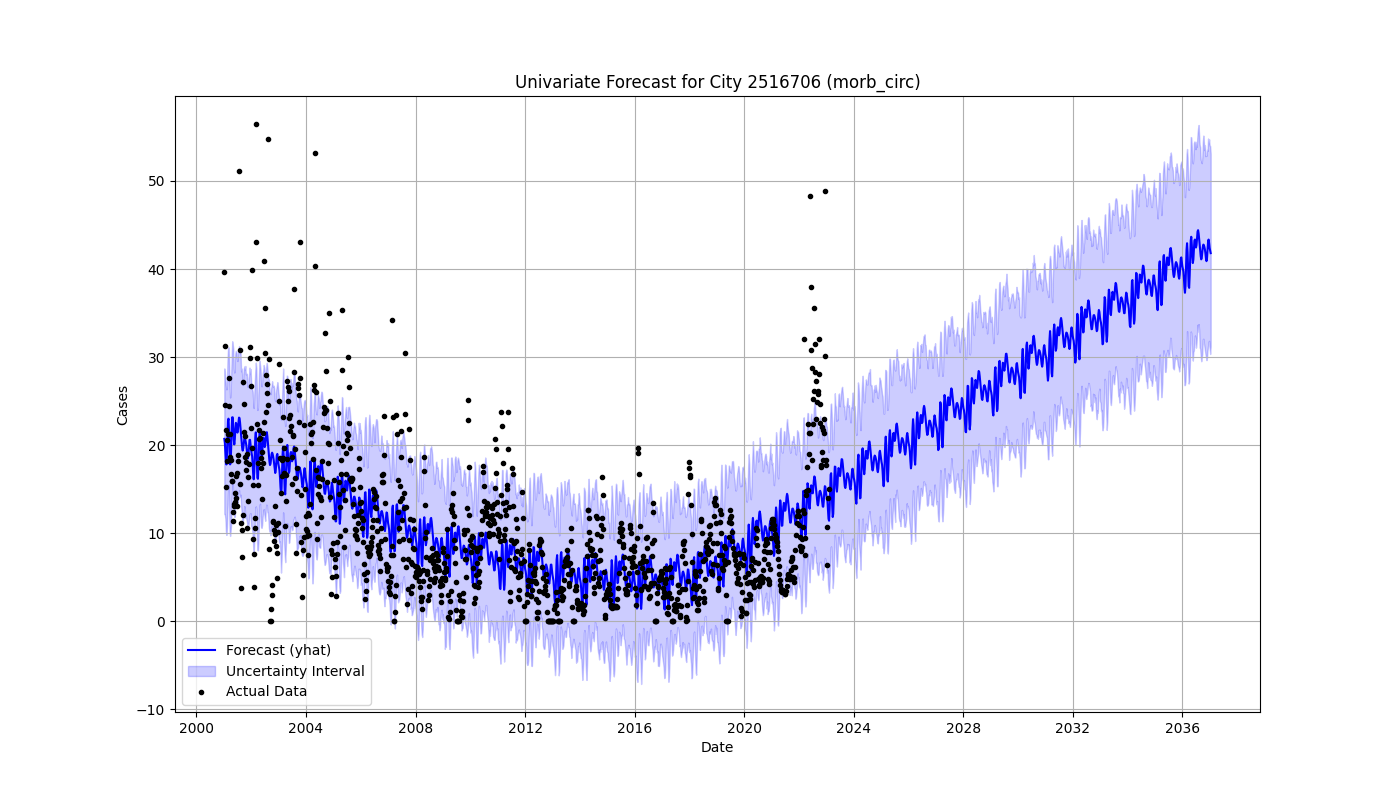 Univariate Forecast for City 2516706 (morb_circ)
Cases
50
40
30
20
10
0
−10
Forecast (yhat)
Uncertainty Interval
Actual Data
2000 2004 2008 2012 2016 2020 2024 2028 2032 2036
Date